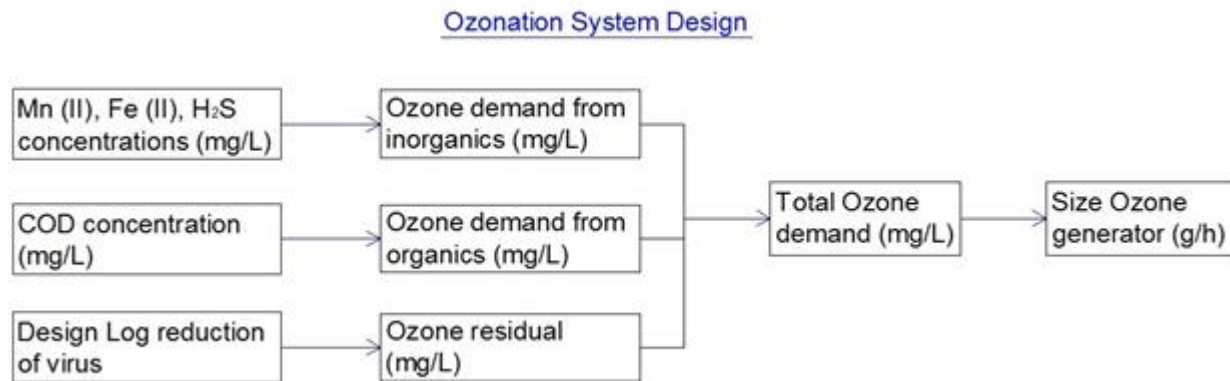 Ozonation System Design
Mn (II), Fe (II), H₂S
concentrations (mg/L)
Ozone demand from
inorganics (mg/L)
COD concentration
(mg/L)
Ozone demand from
organics (mg/L)
Total Ozone
demand (mg/L)
Size Ozone
generator (g/h)
Design Log reduction
of virus
Ozone residual
(mg/L)